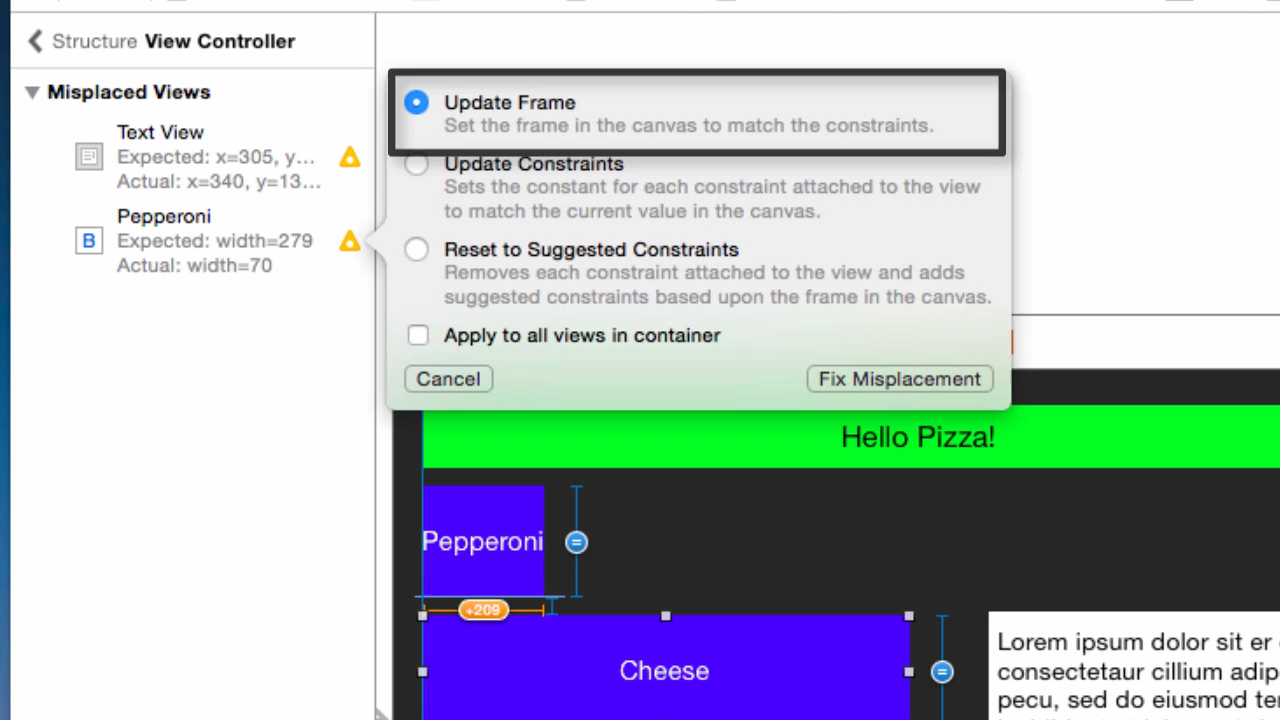 Structure View Controller
Misplaced Views
Text View
Expected: x=305, y...
Actual: x=340, y=13...
Pepperoni
B
Expected: width=279
Actual: width=70
Update Frame
Set the frame in the canvas to match the constraints.
Update Constraints
Sets the constant for each constraint attached to the view
to match the current value in the canvas.
Reset to Suggested Constraints
Removes each constraint attached to the view and adds
suggested constraints based upon the frame in the canvas.
Apply to all views in container
Cancel
Fix Misplacement
Hello Pizza!
Pepperoni
=
+209
Cheese
=
Lorem ipsum dolor sit er
consectetaur cillium adip
pecu, sed do eiusmod ter